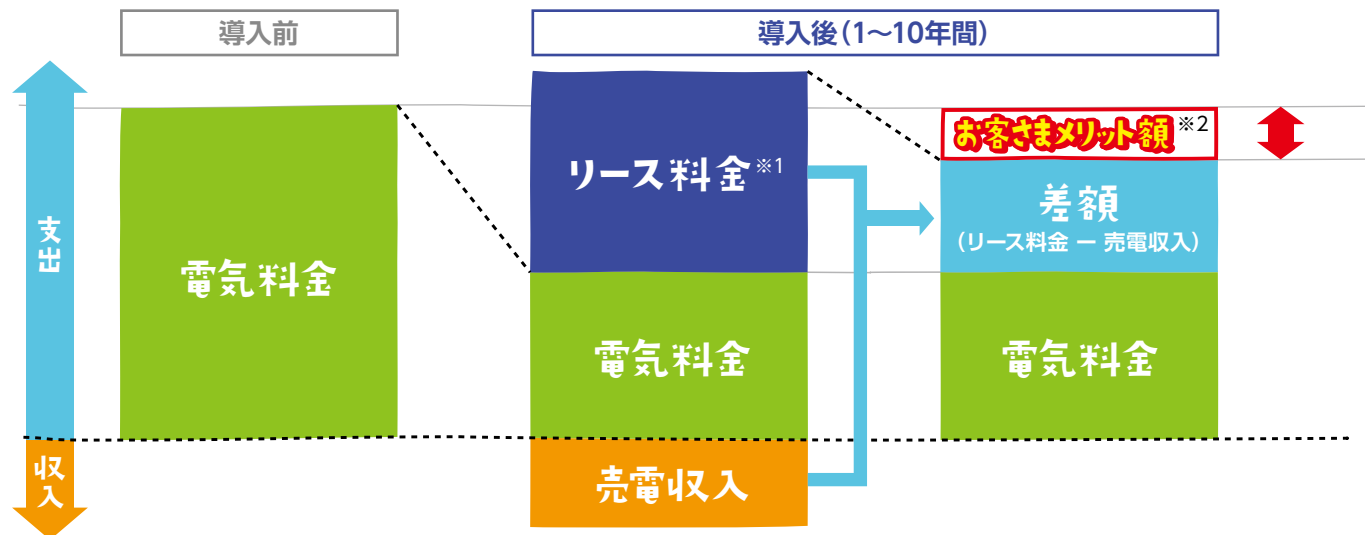 導入前
導入後(1〜10年間)
支出
収入
電気料金
リース料金※1
電気料金
売電収入
お客さまメリット額※2
差額
(リース料金 ー 売電収入)
電気料金